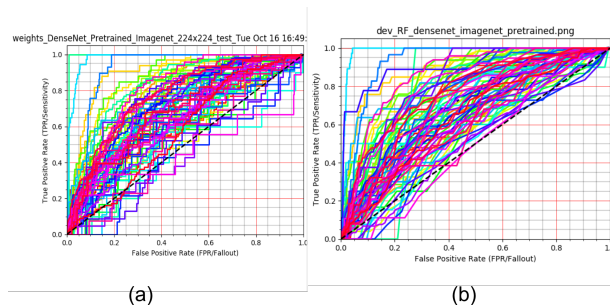 weights_DenseNet_Pretrained_Imagenet_224x224_test_Tue Oct 16 16:49:
1.0
0.8
0.6
0.4
0.2
0.0
True Positive Rate (TPR/Sensitivity)
0.0 0.2 0.4 0.6 0.8 1.0
False Positive Rate (FPR/Fallout)
(a)
dev_RF_densenet_imagenet_pretrained.png
1.0
0.8
0.6
0.4
0.2
0.0
True Positive Rate (TPR/Sensitivity)
0.0 0.2 0.4 0.6 0.8 1.
False Positive Rate (FPR/Fallout)
(b)